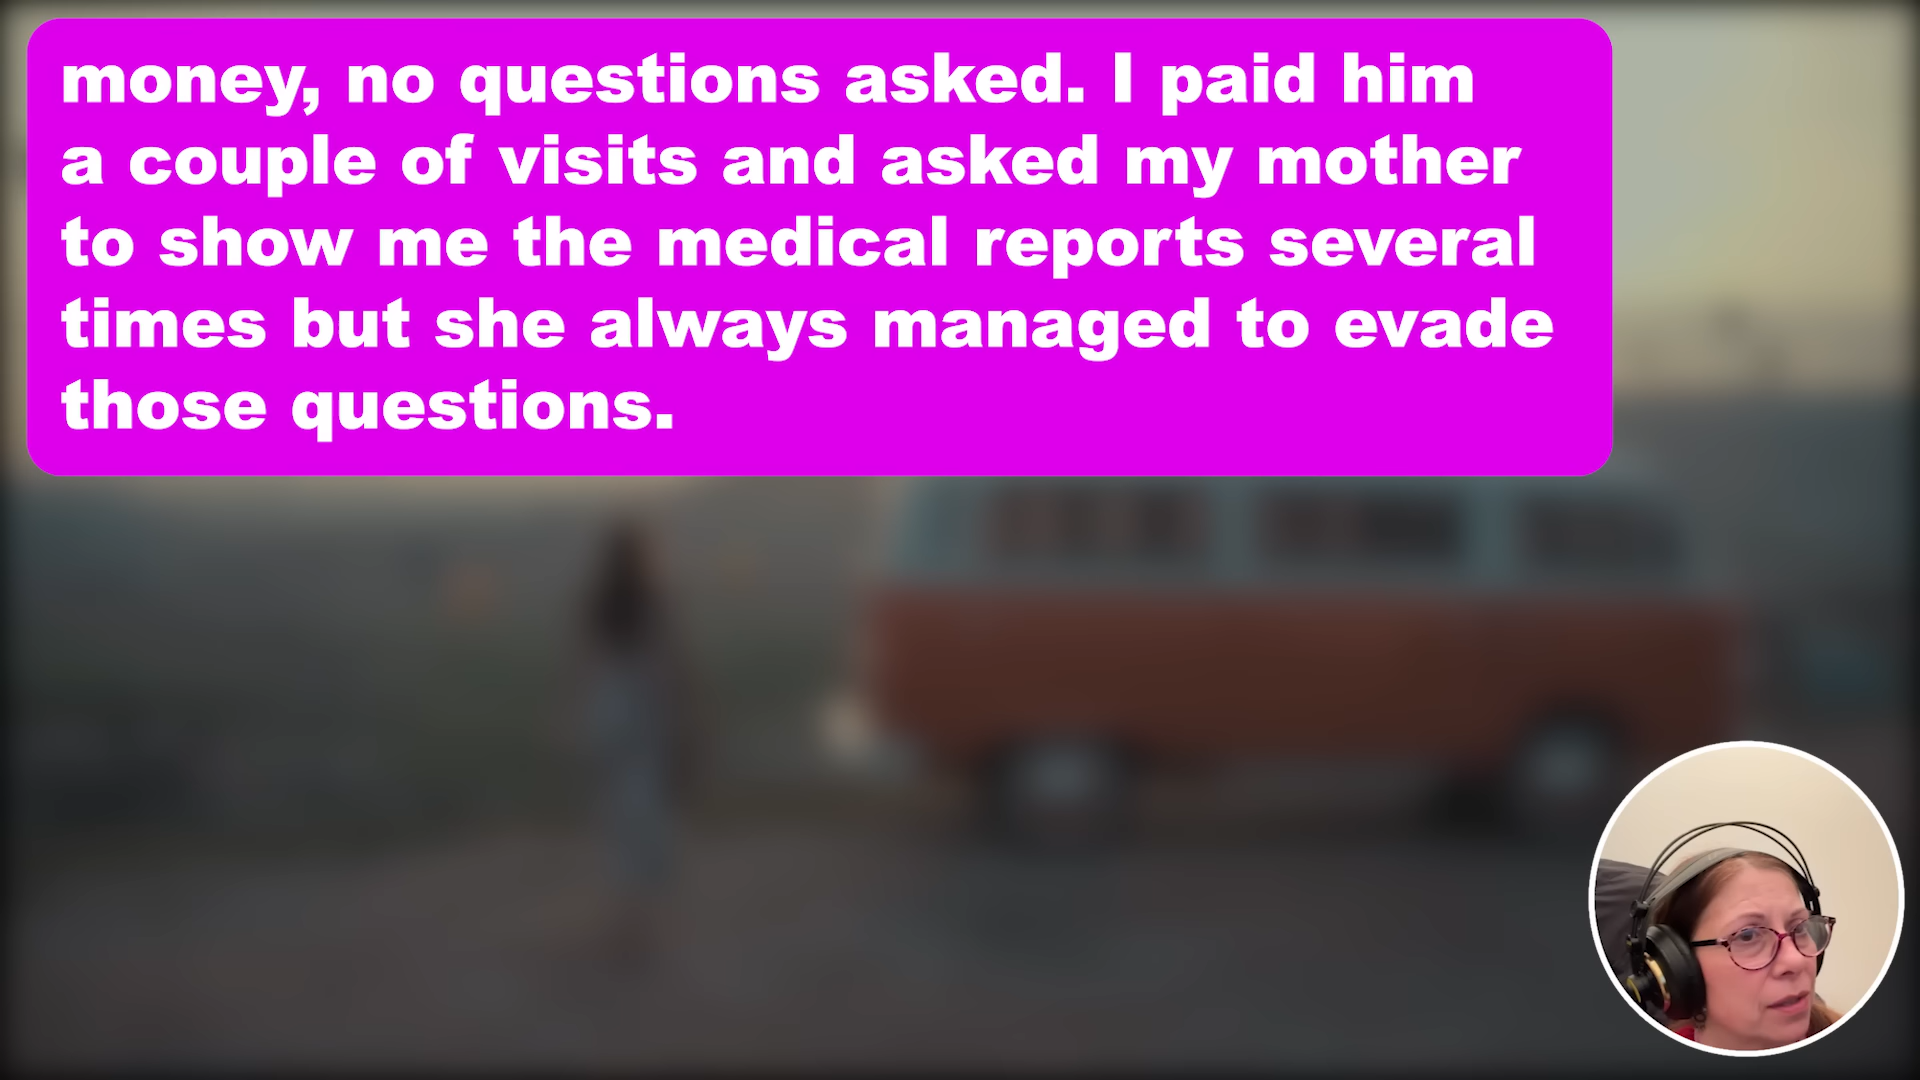 money, no questions asked. I paid him
a couple of visits and asked my mother
to show me the medical reports several
times but she always managed to evade
those questions.